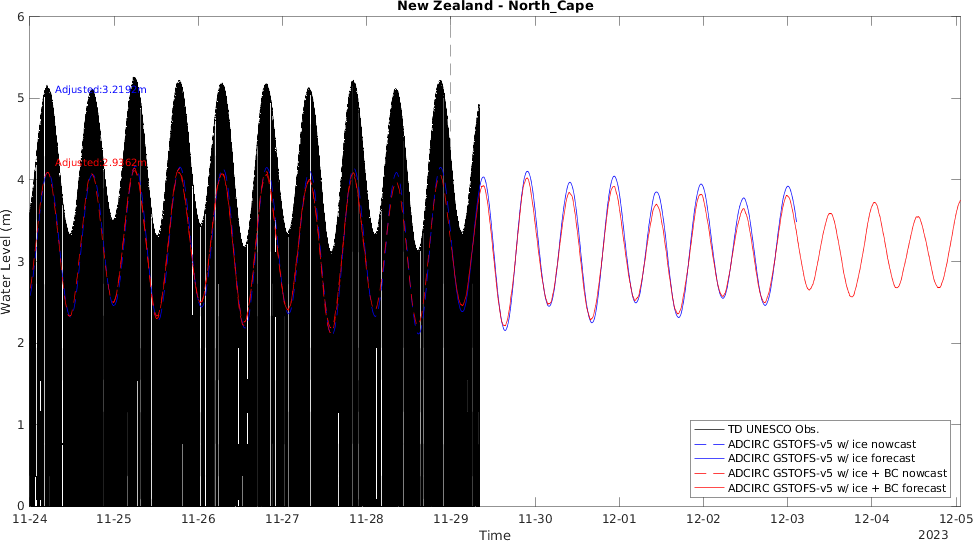 New Zealand - North_Cape
6
5
4
3
2
1
0
Water Level (m)
Adjusted:3.2192m
Adjusted:2.9362m
TD UNESCO Obs.
ADCIRC GSTOFS-v5 w/ ice nowcast
ADCIRC GSTOFS-v5 w/ ice forecast
ADCIRC GSTOFS-v5 w/ ice + BC nowcast
ADCIRC GSTOFS-v5 w/ ice + BC forecast
11-24 11-25 11-26 11-27 11-28 11-29 11-30 12-01 12-02 12-03 12-04 12-05
Time
2023